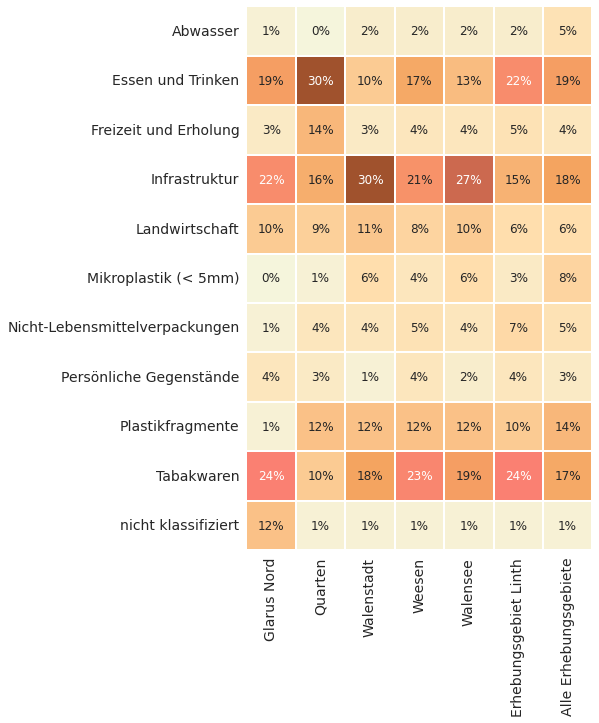 Abwasser 1% 0% 2% 2% 2% 2% 5%
Essen und Trinken 19% 30% 10% 17% 13% 22% 19%
Freizeit und Erholung 3% 14% 3% 4% 4% 5% 4%
Infrastruktur 22% 16% 30% 21% 27% 15% 18%
Landwirtschaft 10% 9% 11% 8% 10% 6% 6%
Mikroplastik (< 5mm) 0% 1% 6% 4% 6% 3% 8%
Nicht-Lebensmittelverpackungen 1% 4% 4% 5% 4% 7% 5%
Persönliche Gegenstände 4% 3% 1% 4% 2% 4% 3%
Plastikfragmente 1% 12% 12% 12% 12% 10% 14%
Tabakwaren 24% 10% 18% 23% 19% 24% 17%
nicht klassifiziert 12% 1% 1% 1% 1% 1% 1%
Glarus Nord
Quarten
Walenstadt
Weesen
Walensee
Erhebungsgebiet Linth
Alle Erhebungsgebiete